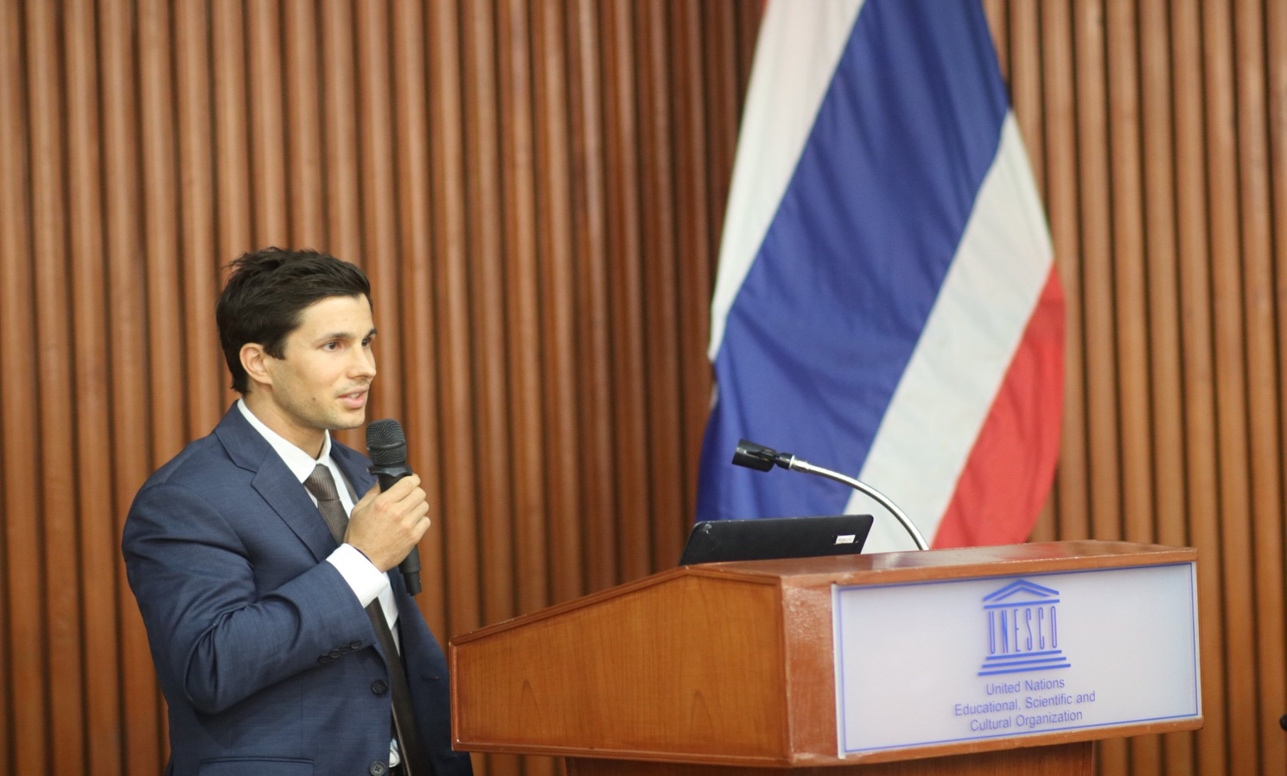 UNESCO
United Nations
Educational, Scientific and
Cultural Organization